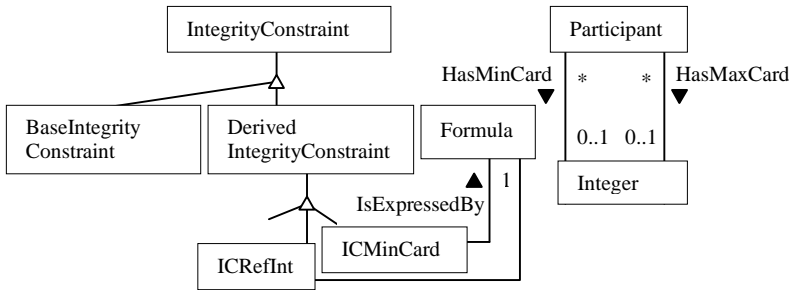 IntegrityConstraint
Participant
HasMinCard
* *
HasMaxCard
BaseIntegrity
Constraint
Derived
IntegrityConstraint
Formula
0..1 0..1
1
Integer
IsExpressedBy
ICMinCard
ICRefInt